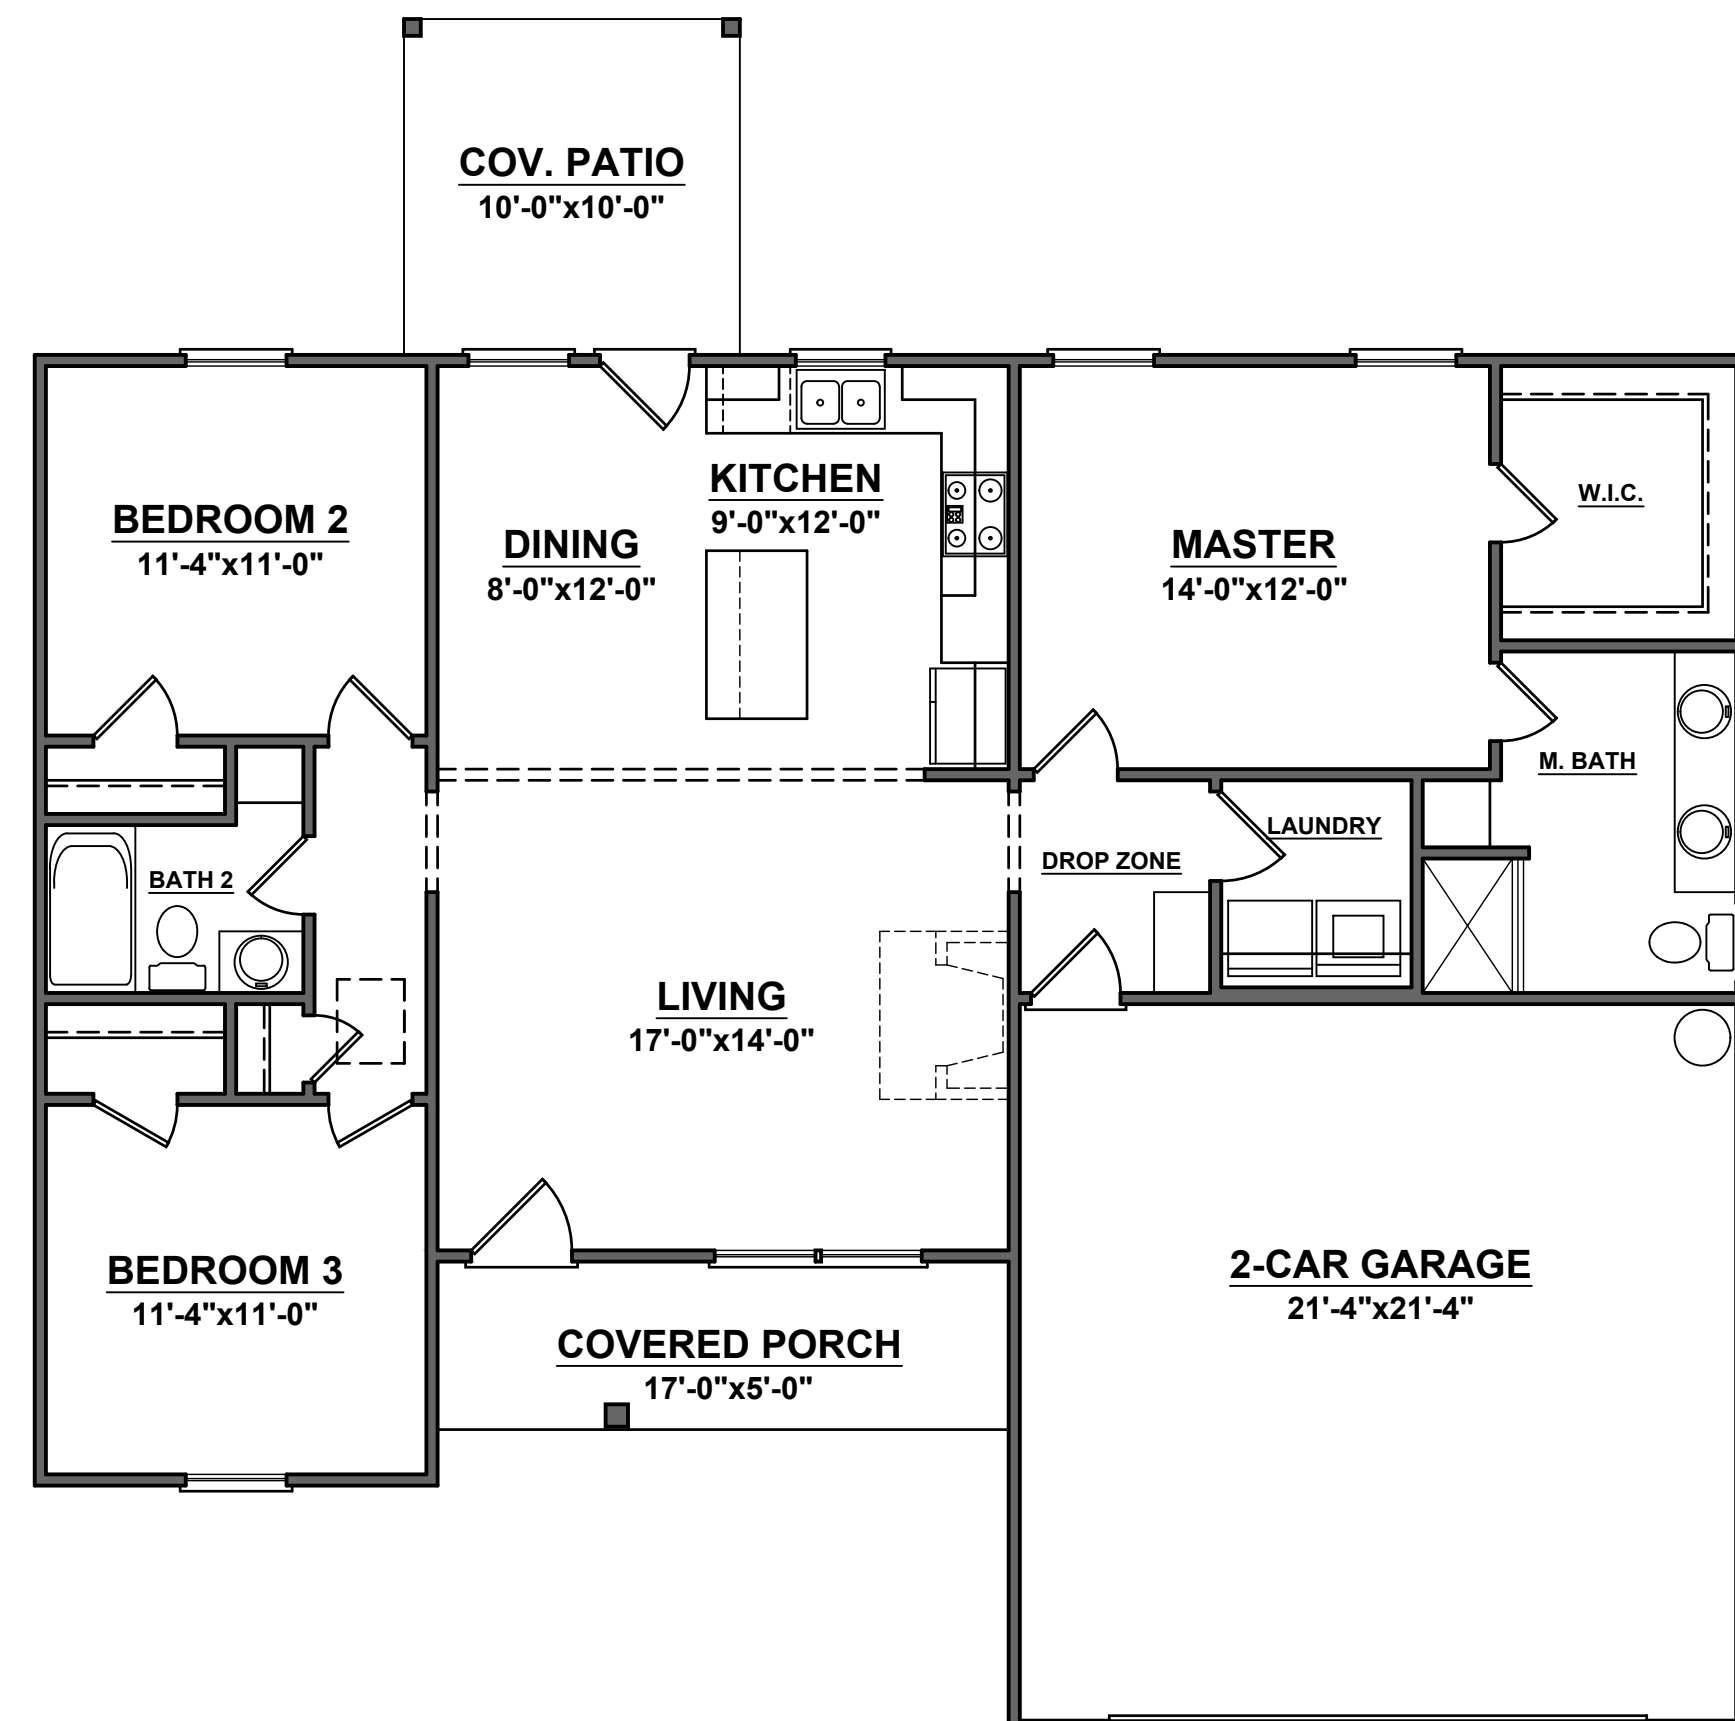 COV. PATIO
10'-0"x10'-0"
BEDROOM 2
11'-4"x11'-0"
DINING
8'-0"x12'-0"
KITCHEN
9'-0"x12'-0"
MASTER
14'-0"x12'-0"
W.I.C.
M. BATH
BATH 2
LAUNDRY
DROP ZONE
LIVING
17'-0"x14'-0"
BEDROOM 3
11'-4"x11'-0"
COVERED PORCH
17'-0"x5'-0"
2-CAR GARAGE
21'-4"x21'-4"